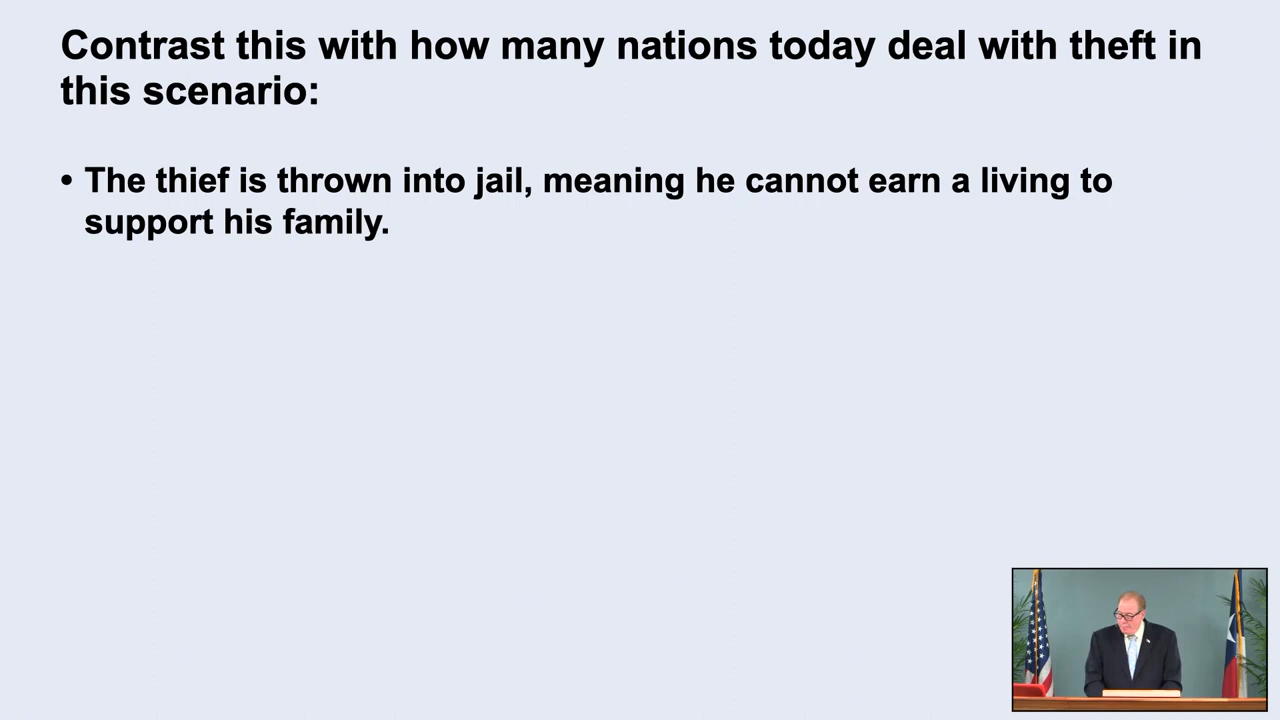 Contrast this with how many nations today deal with theft in
this scenario:
• The thief is thrown into jail, meaning he cannot earn a living to
support his family.